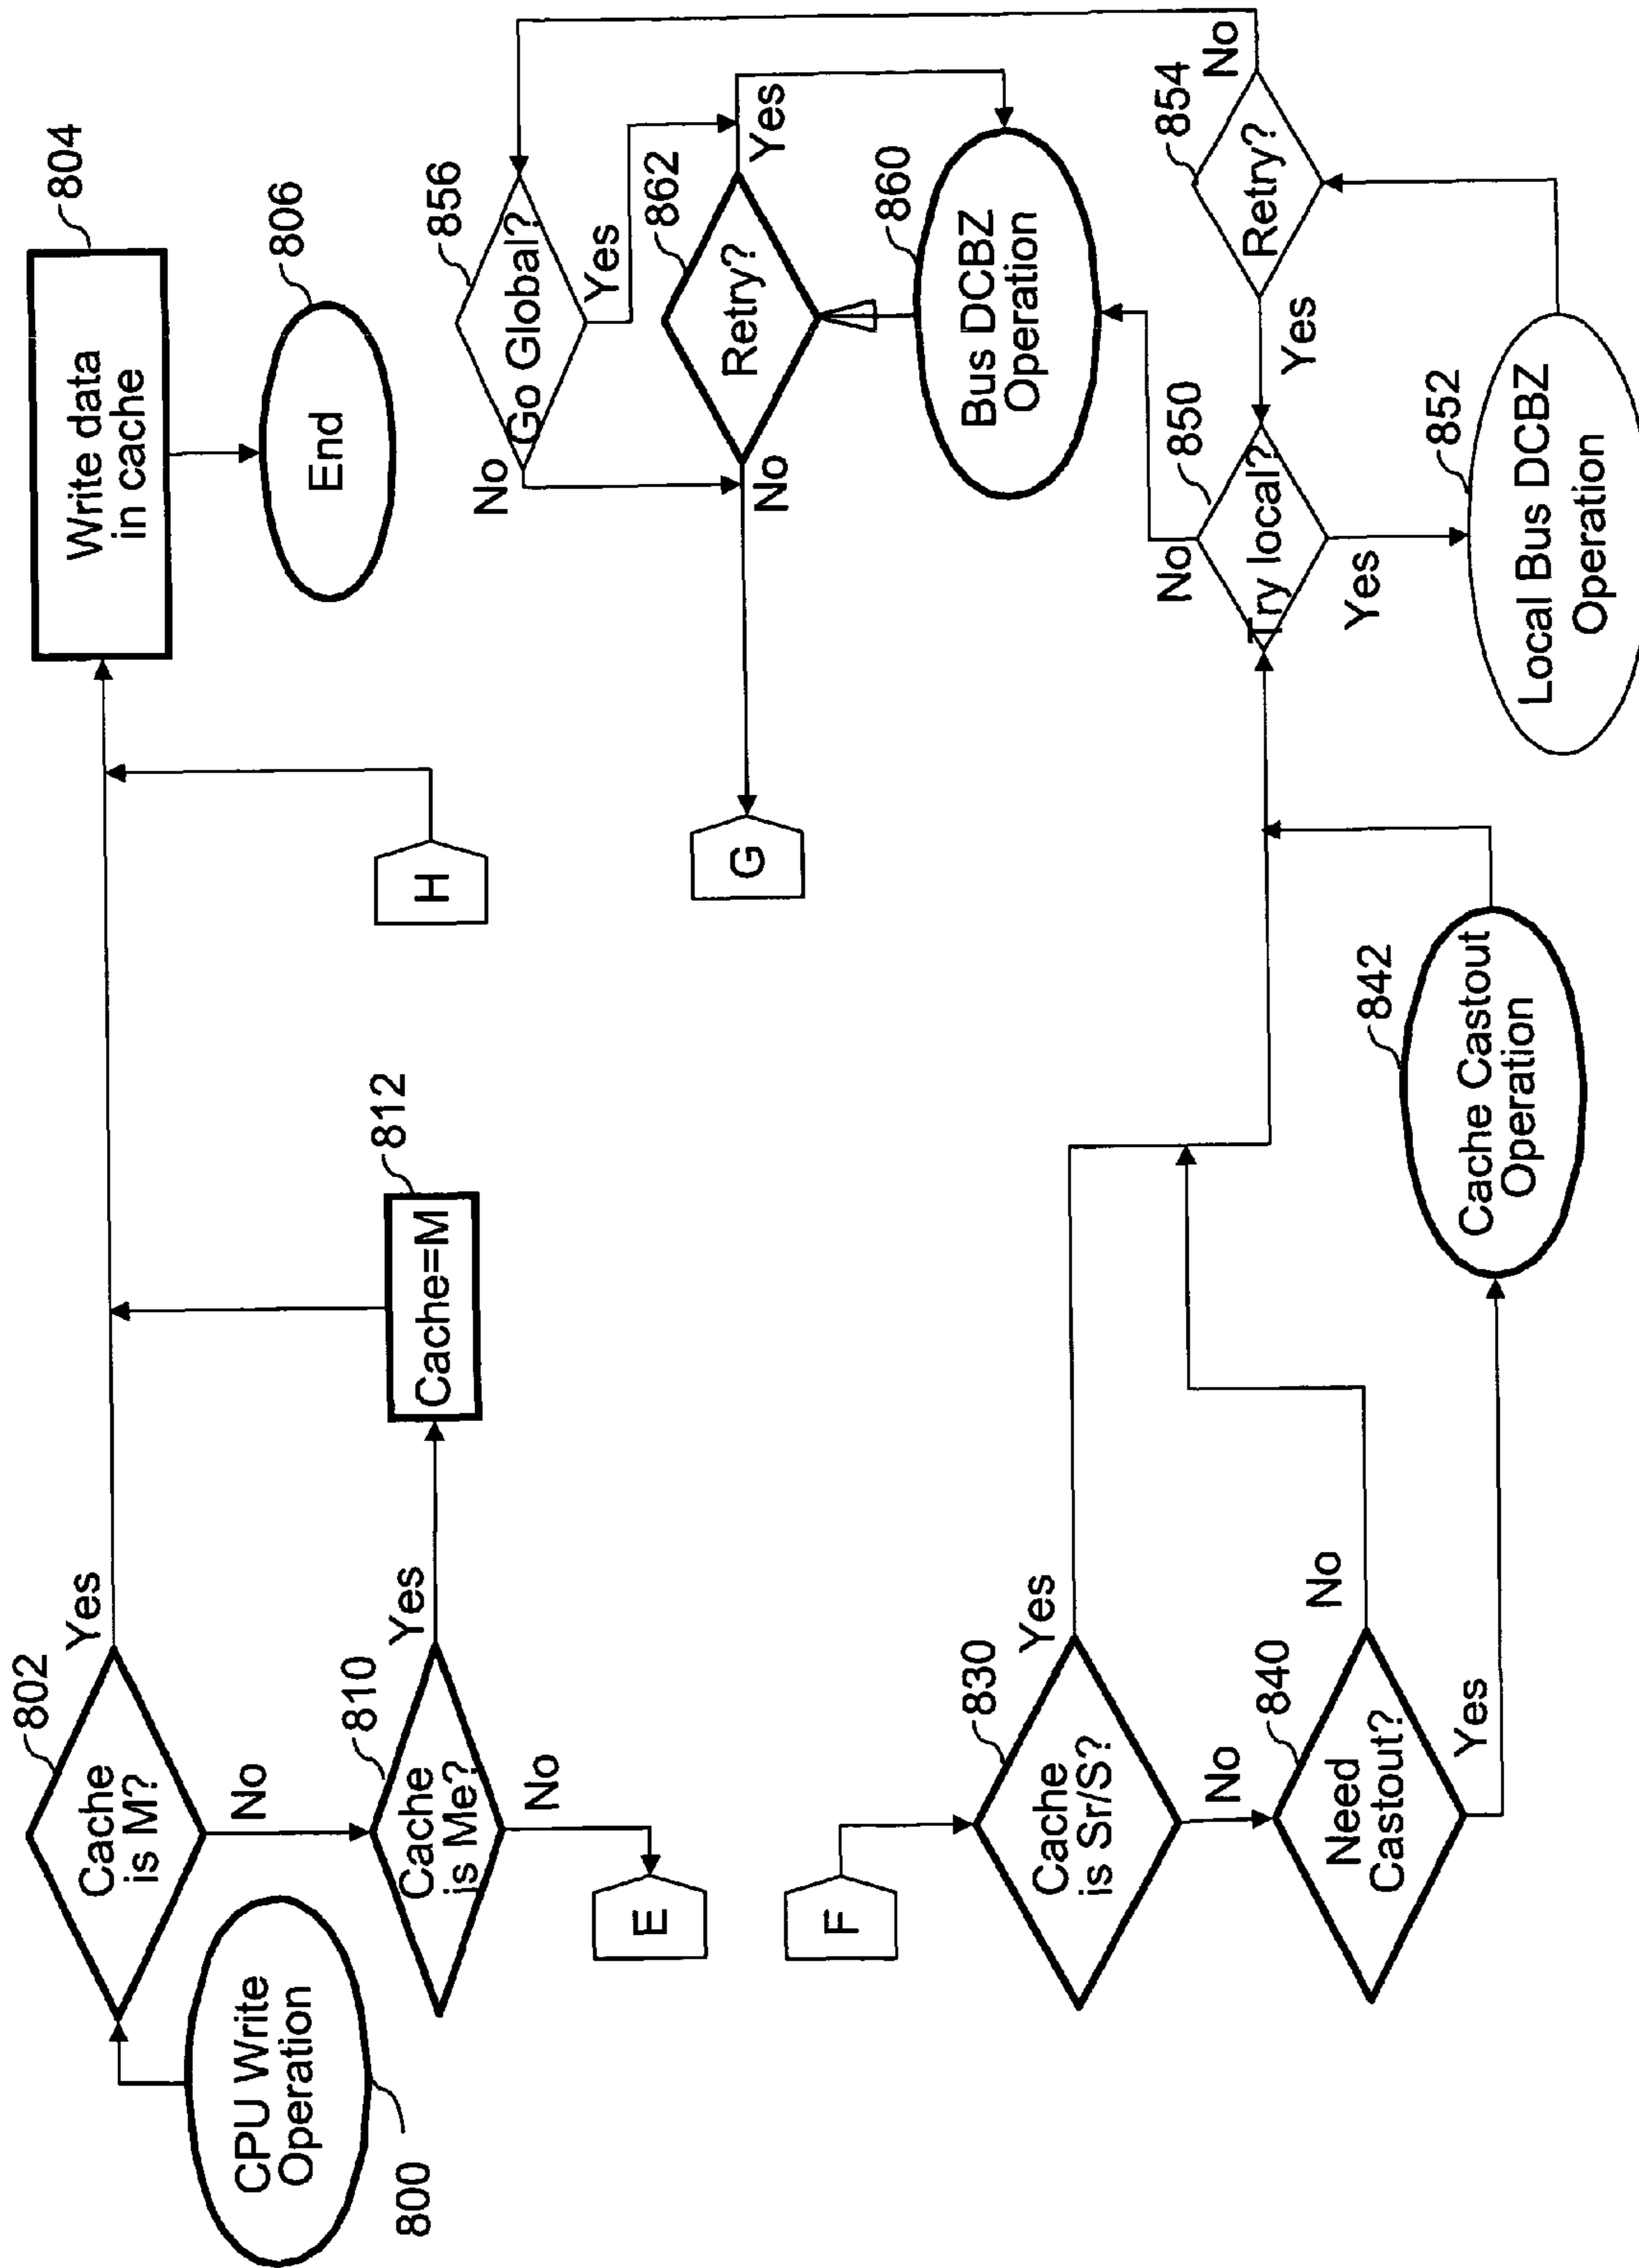 800
CPU Write
Operation
802
Cache
is M?
Yes
No
804
Write data
in cache
806
End
810
Cache
is Me?
Yes
No
812
Cache=M
H
E
856
Go Global?
No
Yes
862
Retry?
Yes
No
G
860
Bus DCBZ
Operation
F
830
Cache
is Sr/S?
Yes
No
840
Need
Castout?
No
Yes
842
Cache Castout
Operation
850
Try local?
No
Yes
854
Retry?
No
Yes
852
Local Bus DCBZ
Operation